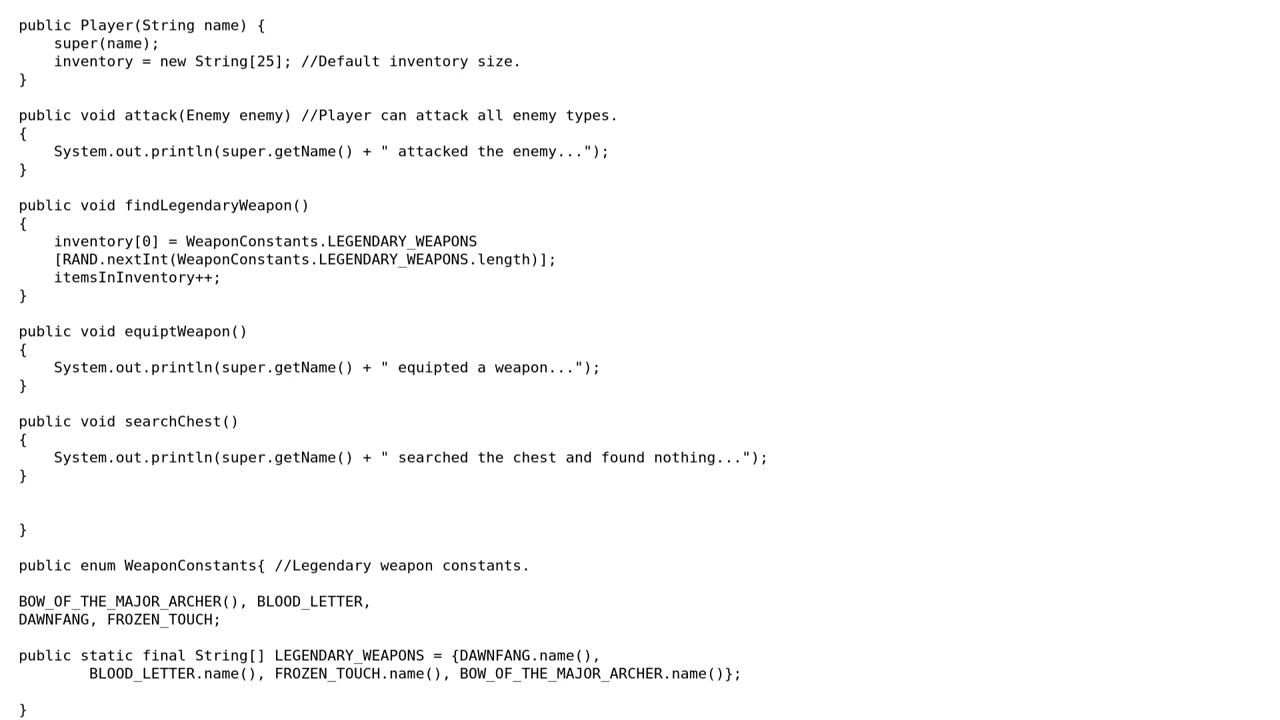 public Player(String name) {
    super(name);
    inventory = new String[25]; //Default inventory size.
}

public void attack(Enemy enemy) //Player can attack all enemy types.
{
    System.out.println(super.getName() + " attacked the enemy...");
}

public void findLegendaryWeapon()
{
    inventory[0] = WeaponConstants.LEGENDARY_WEAPONS
    [RAND.nextInt(WeaponConstants.LEGENDARY_WEAPONS.length)];
    itemsInInventory++;
}

public void equiptWeapon()
{
    System.out.println(super.getName() + " equipted a weapon...");
}

public void searchChest()
{
    System.out.println(super.getName() + " searched the chest and found nothing...");
}


}

public enum WeaponConstants{ //Legendary weapon constants.

BOW_OF_THE_MAJOR_ARCHER(), BLOOD_LETTER,
DAWNFANG, FROZEN_TOUCH;

public static final String[] LEGENDARY_WEAPONS = {DAWNFANG.name(),
        BLOOD_LETTER.name(), FROZEN_TOUCH.name(), BOW_OF_THE_MAJOR_ARCHER.name()};

}